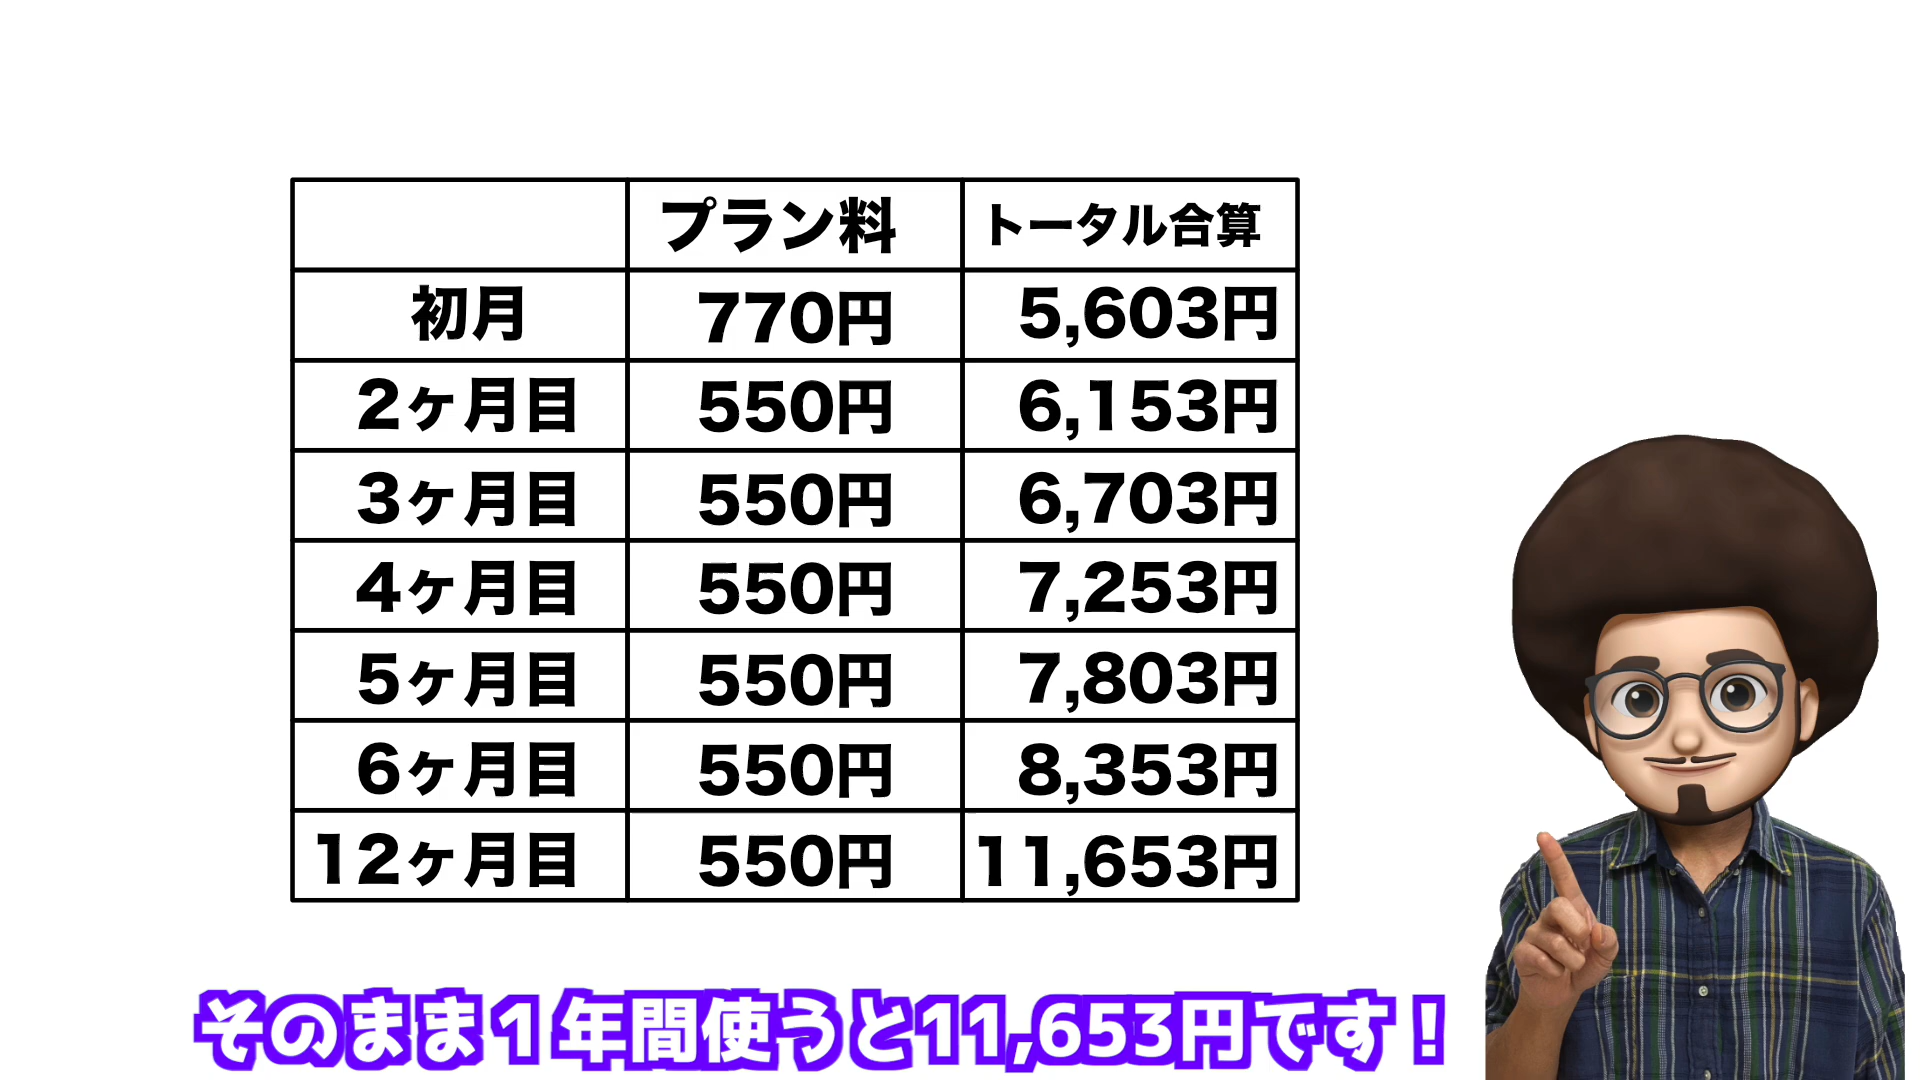 プラン料 トータル合算
初月 770円 5,603円
2ヶ月目 550円 6,153円
3ヶ月目 550円 6,703円
4ヶ月目 550円 7,253円
5ヶ月目 550円 7,803円
6ヶ月目 550円 8,353円
12ヶ月目 550円 11,653円
そのまま1年間使うと11,653円です！